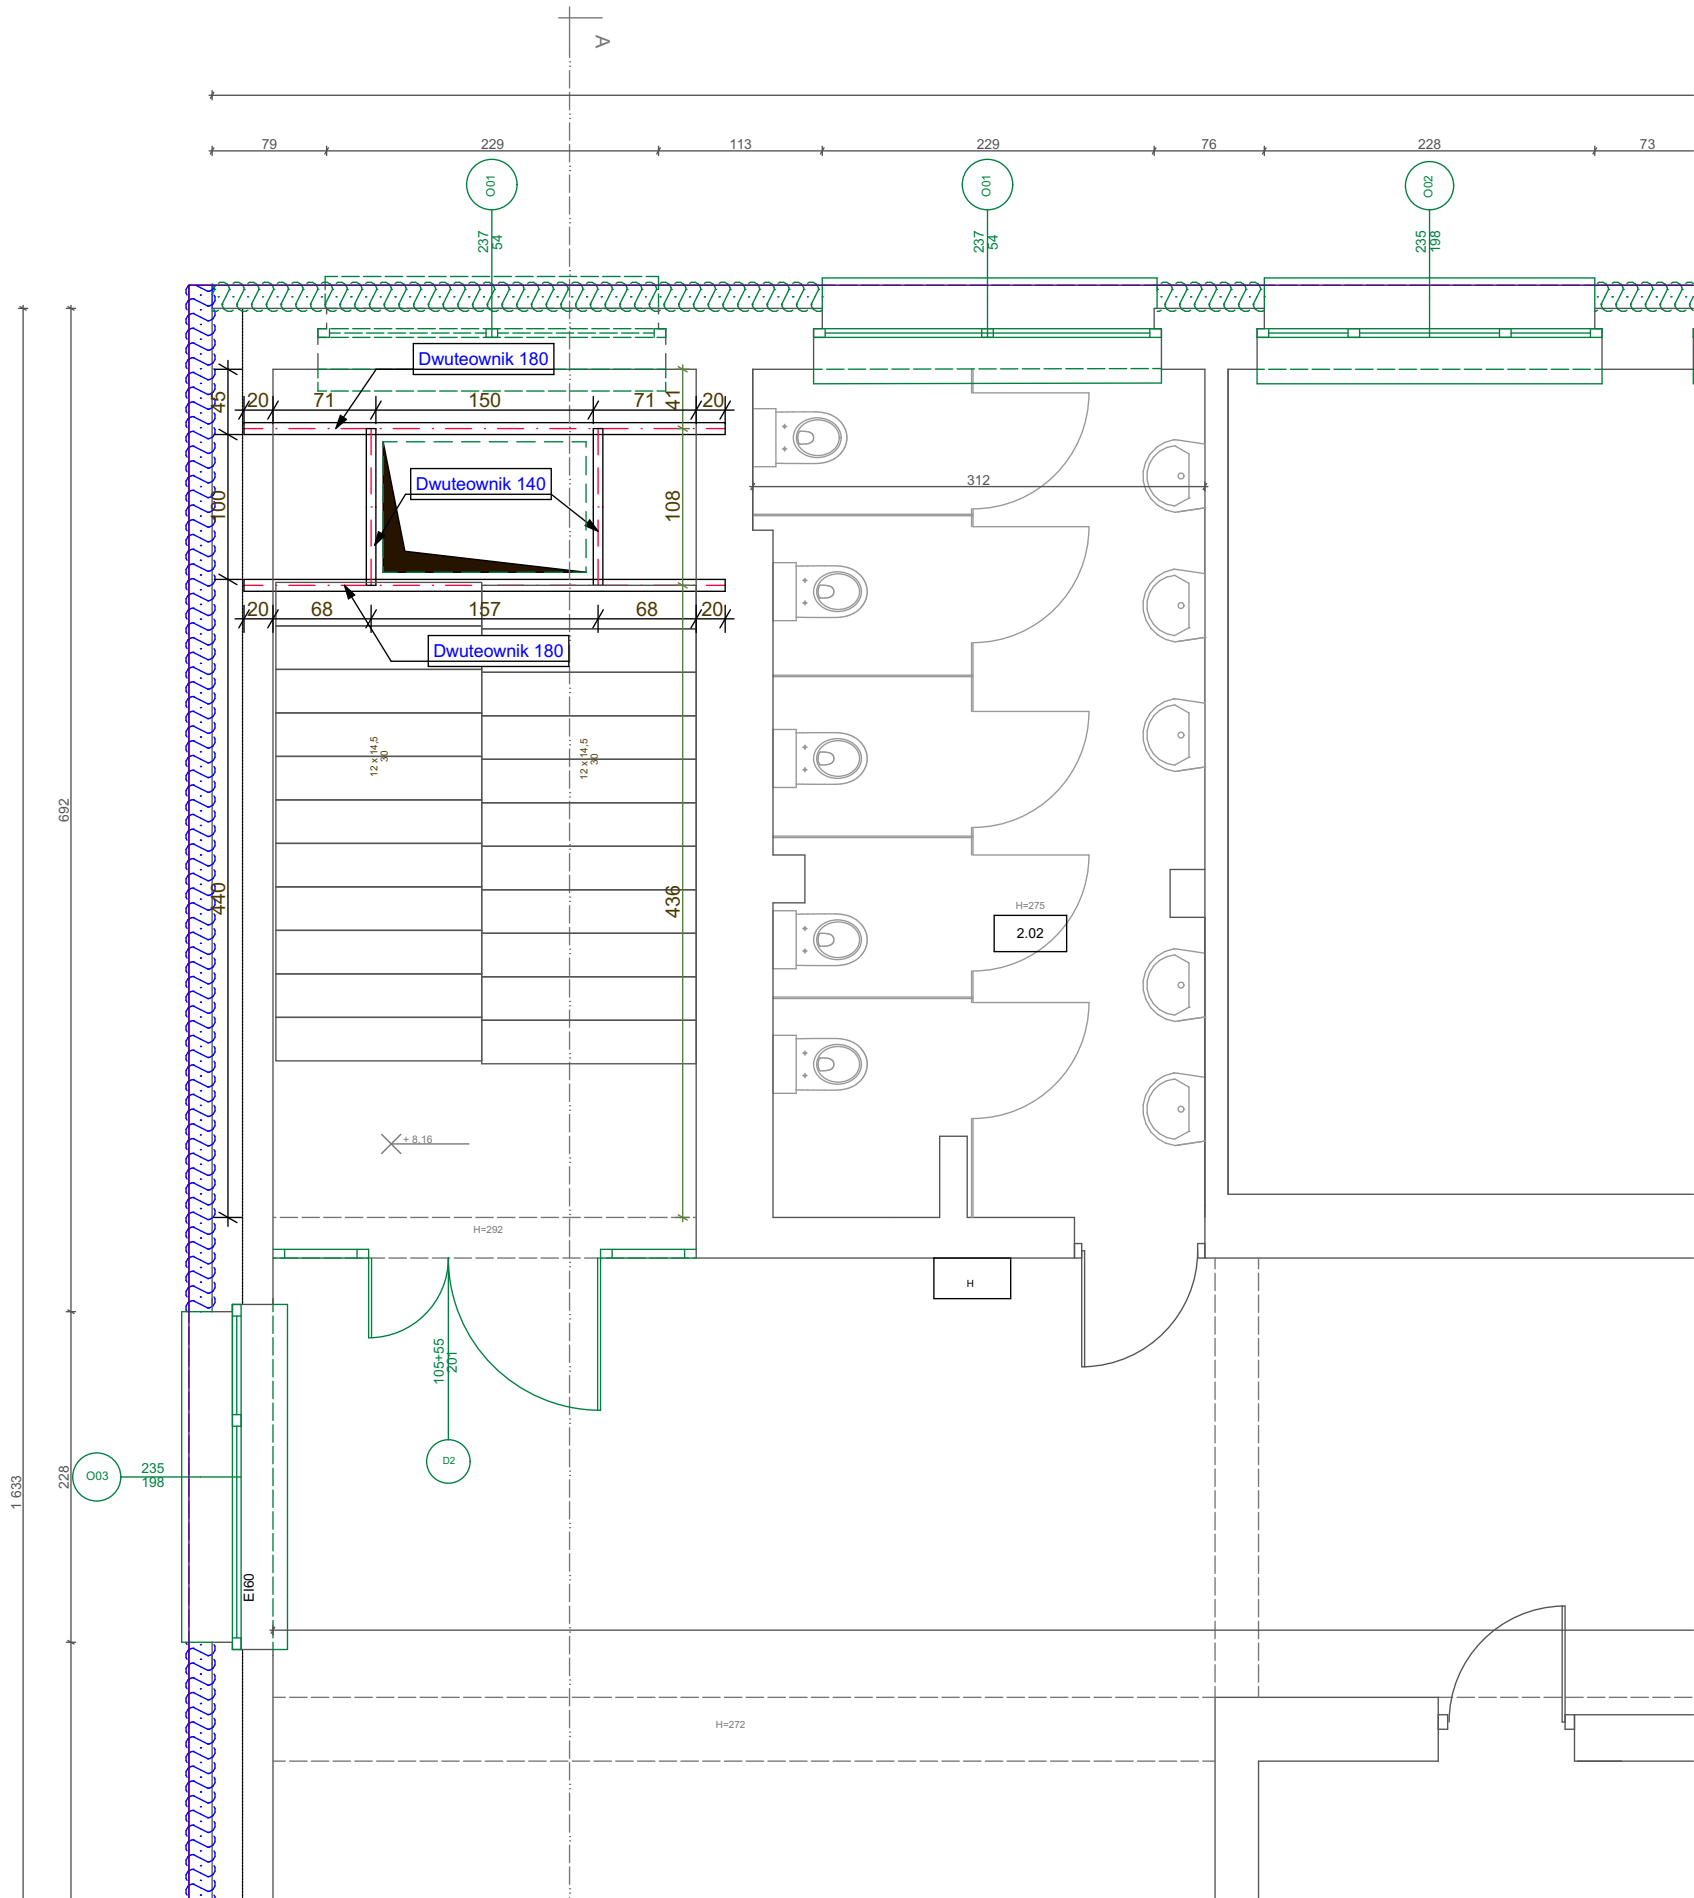 A
79
229
113
229
76
228
73
O01
O01
O02
237
54
237
54
235
198
Dwuteownik 180
45
20
71
150
71
41
20
Dwuteownik 140
100
108
312
20
68
157
68
20
Dwuteownik 180
12 x 14,5
30
12 x 14,5
30
692
440
436
H=275
2.02
+ 8,16
H=292
H
105+55
201
D2
O03
235
198
228
1 633
EI60
H=272